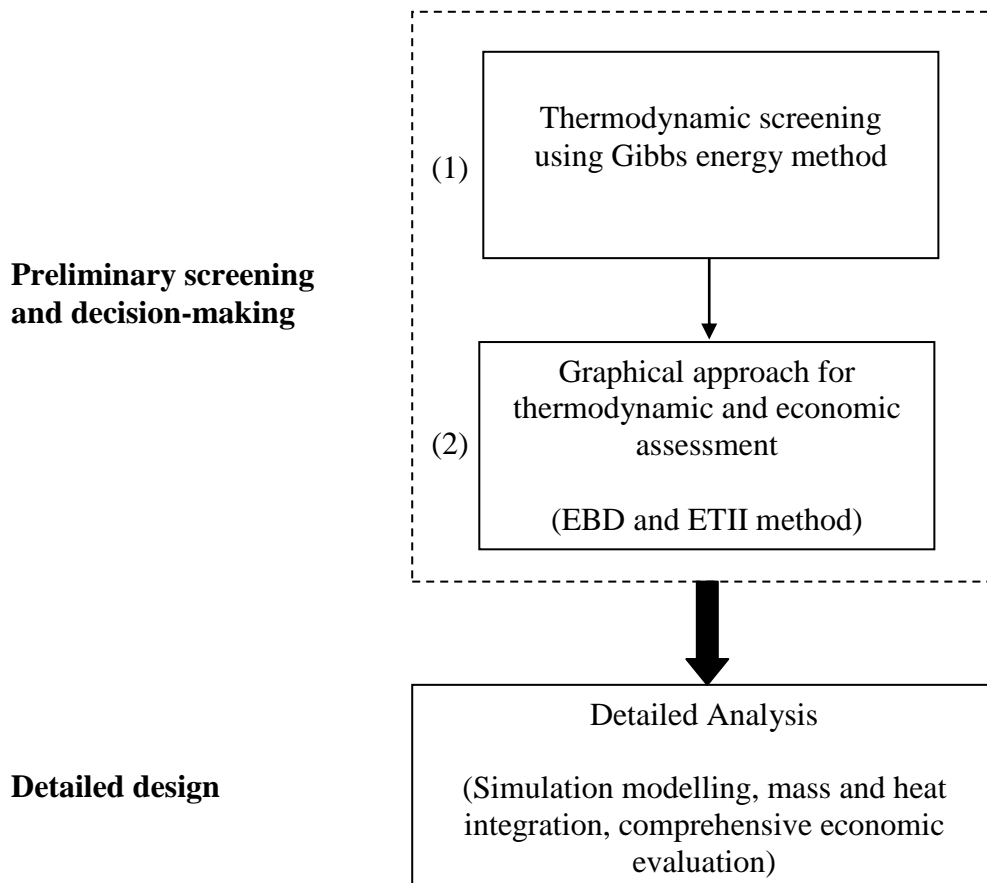 Thermodynamic screening
using Gibbs energy method
(1)
Preliminary screening
and decision-making
Graphical approach for
thermodynamic and economic
assessment
(2)
(EBD and ETII method)
Detailed Analysis
Detailed design
(Simulation modelling, mass and heat
integration, comprehensive economic
evaluation)